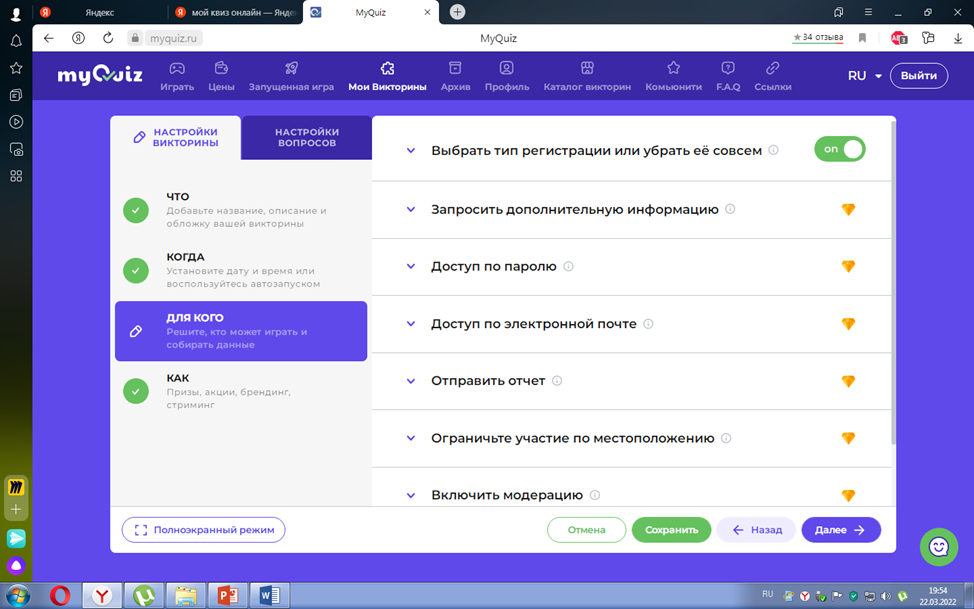 Яндекс
мой квиз онлайн — Янде
MyQuiz
myquiz.ru
MyQuiz
34 отзыва
3
myQuiz
Играть
Цены
Запущенная игра
Мои Викторины
Архив
Профиль
Каталог викторин
Комьюнити
F.A.Q
Ссылки
RU
Выйти
НАСТРОЙКИ
ВИКТОРИНЫ
НАСТРОЙКИ
ВОПРОСОВ
ЧТО
Добавьте название, описание и
обложку вашей викторины
КОГДА
Установите дату и время или
воспользуйтесь автозапуском
ДЛЯ КОГО
Решите, кто может играть и
собирать данные
КАК
Призы, акции, брендинг,
стриминг
Выбрать тип регистрации или убрать её совсем
on
Запросить дополнительную информацию
Доступ по паролю
Доступ по электронной почте
Отправить отчет
Ограничьте участие по местоположению
Включить модерацию
Полноэкранный режим
Отмена
Сохранить
Назад
Далее
RU
19:54
22.03.2022